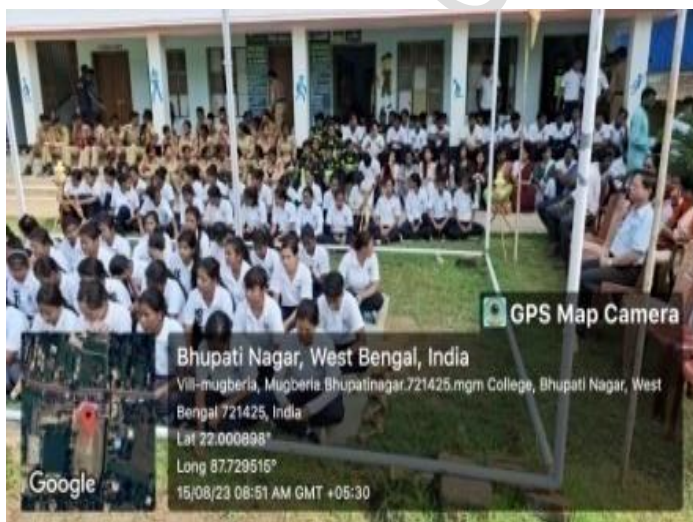 GPS Map Camera
Bhupati Nagar, West Bengal, India
Vill-mugberia, Mugberia.Bhupatinagar.721425.mgm College, Bhupati Nagar, West
Bengal 721425, India
Lat 22.000898°
Long 87.729515°
15/08/23 08:51 AM GMT +05:30
Google